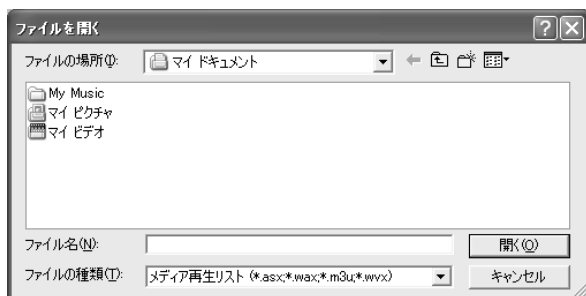 ファイルを開く
ファイルの場所(I): マイ ドキュメント
My Music
マイ ピクチャ
マイ ビデオ
ファイル名(N): 開く(O)
ファイルの種類(T): メディア再生リスト (*.asx;*.wax;*.m3u;*.wvx) キャンセル